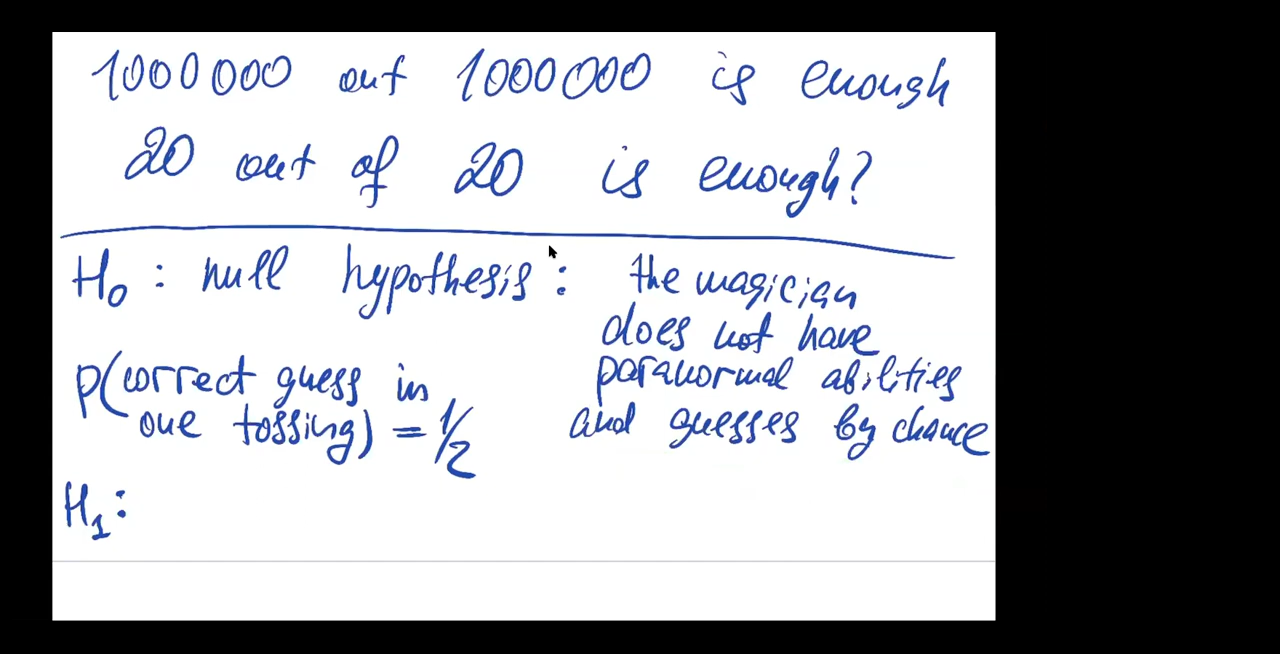 1000000 out 1000000 is enough
20 out of 20 is enough?
H0 : null hypothesis : the magician
does not have
paranormal abilities
and guesses by chance
P(correct guess in
one tossing) = 1/2
H1: